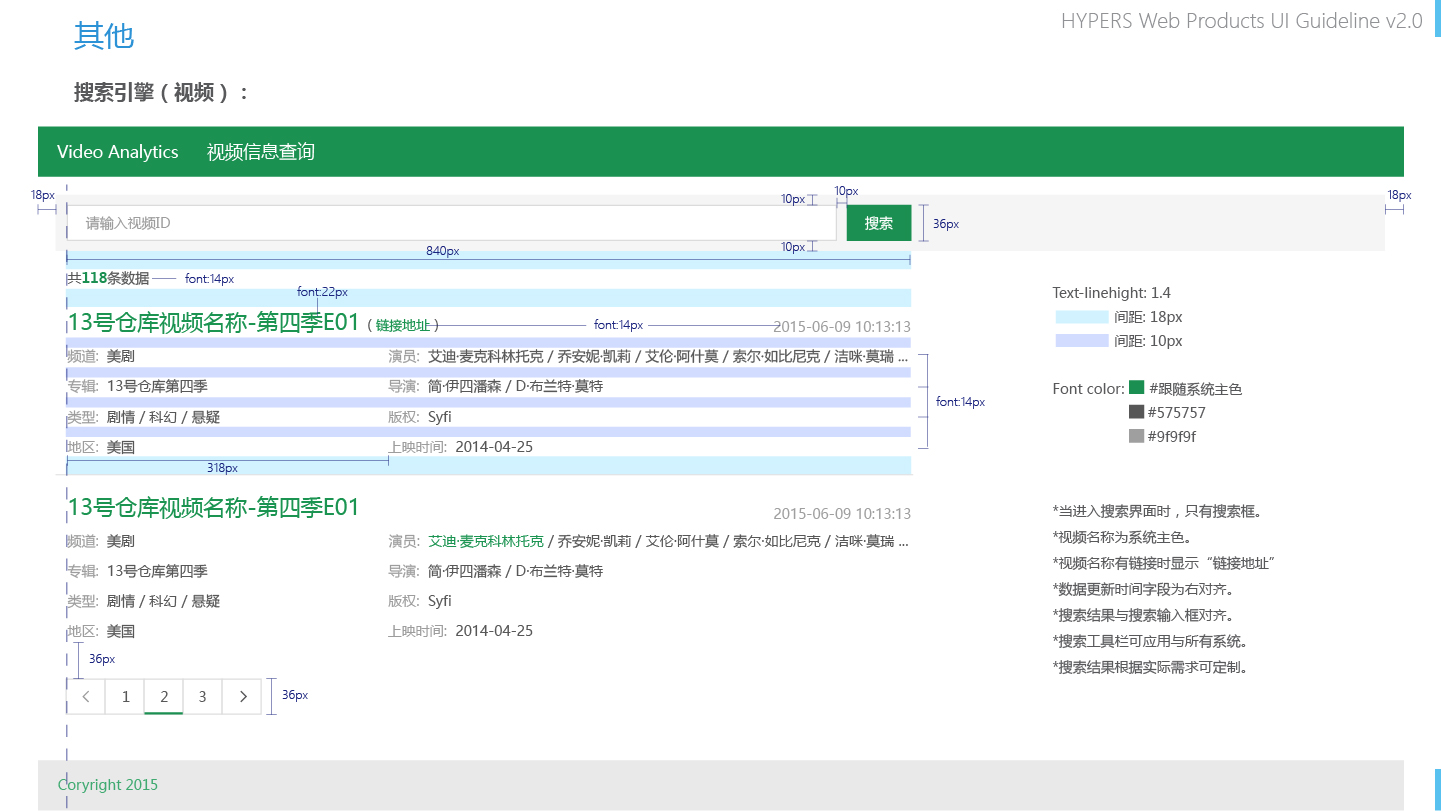 其他
HYPERS Web Products UI Guideline v2.0
搜索引擎（视频）：
Video Analytics 视频信息查询
18px
10px
10px
18px
请输入视频ID
搜索
36px
10px
840px
共118条数据
font:14px
font:22px
13号仓库视频名称-第四季E01（链接地址）
font:14px
2015-06-09 10:13:13
频道: 美剧
演员: 艾迪·麦克科林托克 / 乔安妮·凯莉 / 艾伦·阿什莫 / 索尔·如比尼克 / 洁咪·莫瑞 ...
专辑: 13号仓库第四季
导演: 简·伊四潘森 / D·布兰特·莫特
font:14px
类型: 剧情 / 科幻 / 悬疑
版权: Syfi
地区: 美国
上映时间: 2014-04-25
318px
13号仓库视频名称-第四季E01
2015-06-09 10:13:13
频道: 美剧
演员: 艾迪·麦克科林托克 / 乔安妮·凯莉 / 艾伦·阿什莫 / 索尔·如比尼克 / 洁咪·莫瑞 ...
专辑: 13号仓库第四季
导演: 简·伊四潘森 / D·布兰特·莫特
类型: 剧情 / 科幻 / 悬疑
版权: Syfi
地区: 美国
上映时间: 2014-04-25
36px
< 1 2 3 >
36px
Text-linehight: 1.4
间距: 18px
间距: 10px
Font color: #跟随系统主色
#575757
#9f9f9f
*当进入搜索界面时，只有搜索框。
*视频名称为系统主色。
*视频名称有链接时显示“链接地址”
*数据更新时间字段为右对齐。
*搜索结果与搜索输入框对齐。
*搜索工具栏可应用与所有系统。
*搜索结果根据实际需求可定制。
Coryright 2015